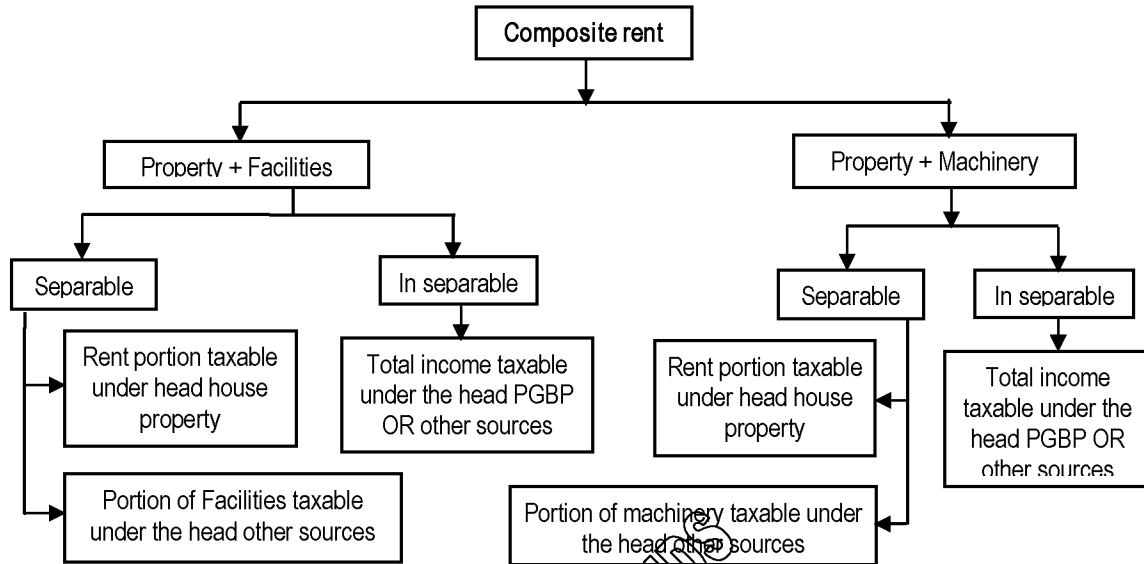 Composite rent
Property + Facilities
Property + Machinery
Separable
In separable
Separable
In separable
Rent portion taxable
under head house
property
Total income taxable
under the head PGBP
OR other sources
Rent portion taxable
under head house
property
Total income
taxable under the
head PGBP OR
other sources
Portion of Facilities taxable
under the head other sources
Portion of machinery taxable under
the head other sources